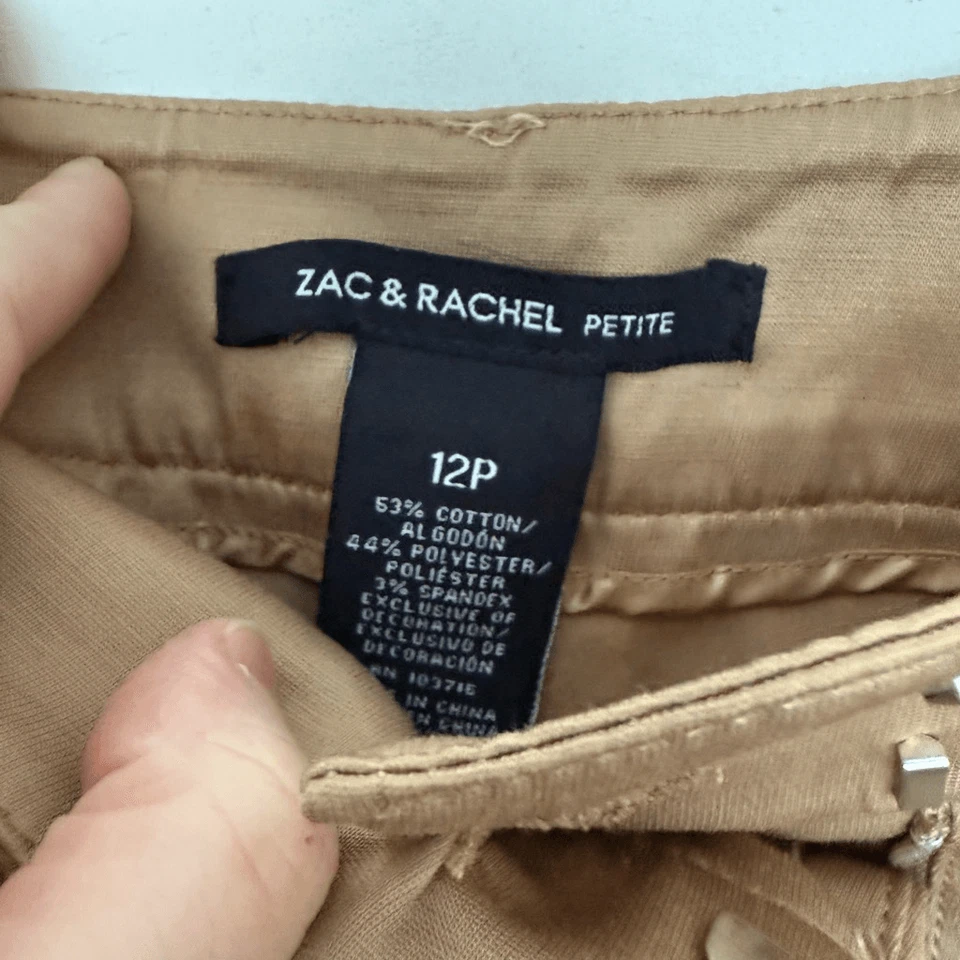 ZAC & RACHEL PETITE
12P
53% COTTON/
ALGODÓN
44% POLYESTER/
POLIÉSTER
3% SPANDEX
EXCLUSIVE OF
DECORATION/
EXCLUSIVO DE
DECORACIÓN
IN CHINA
CHINA